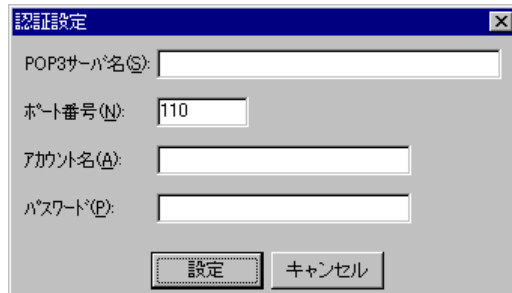 認証設定
POP3ｻｰﾊﾞ名(S):
ﾎﾟｰﾄ番号(N): 110
ｱｶｳﾝﾄ名(A):
ﾊﾟｽﾜｰﾄﾞ(P):
設定 キャンセル